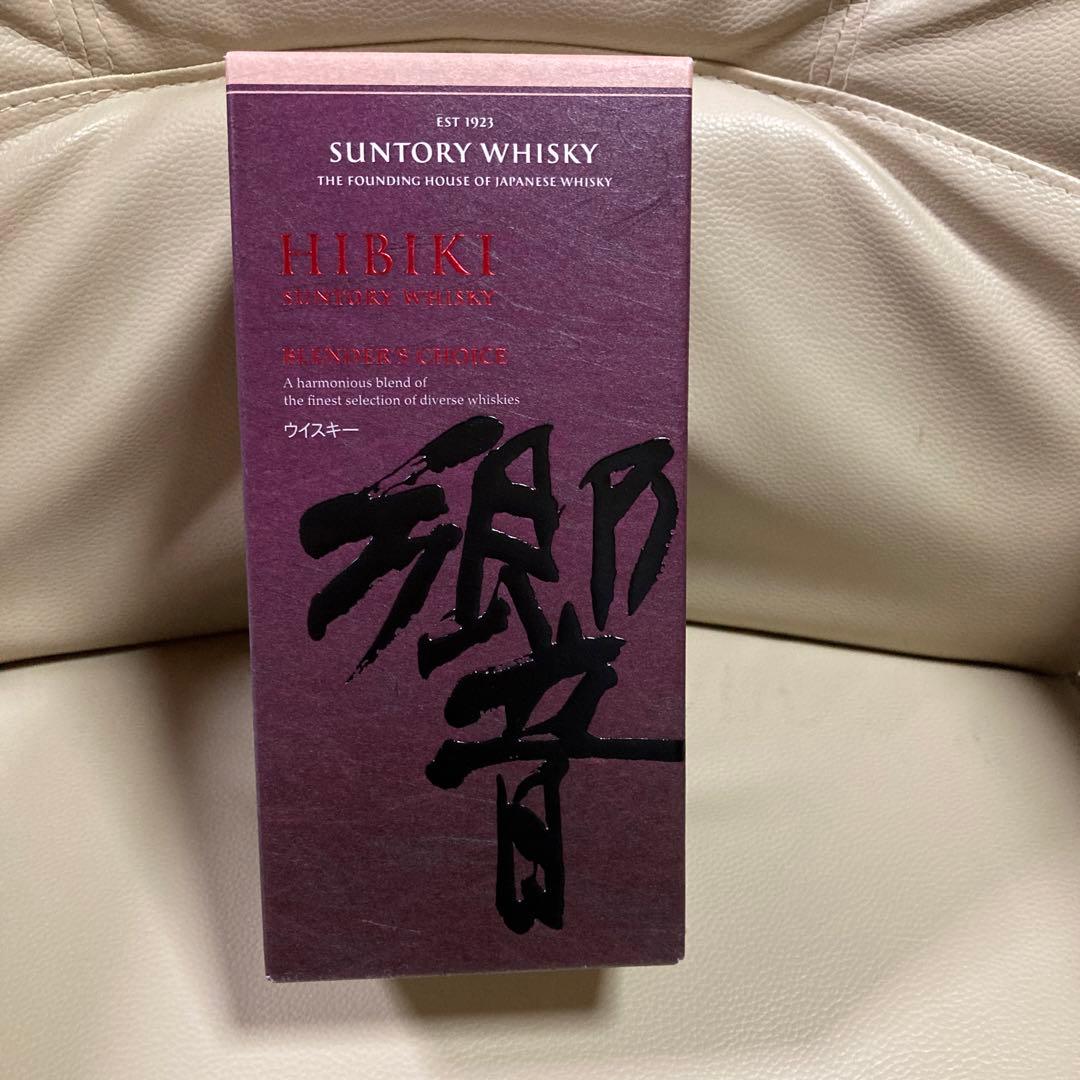 EST 1923
SUNTORY WHISKY
THE FOUNDING HOUSE OF JAPANESE WHISKY
HIBIKI
SUNTORY WHISKY
BLENDER'S CHOICE
A harmonious blend of
the finest selection of diverse whiskies
ウイスキー
響